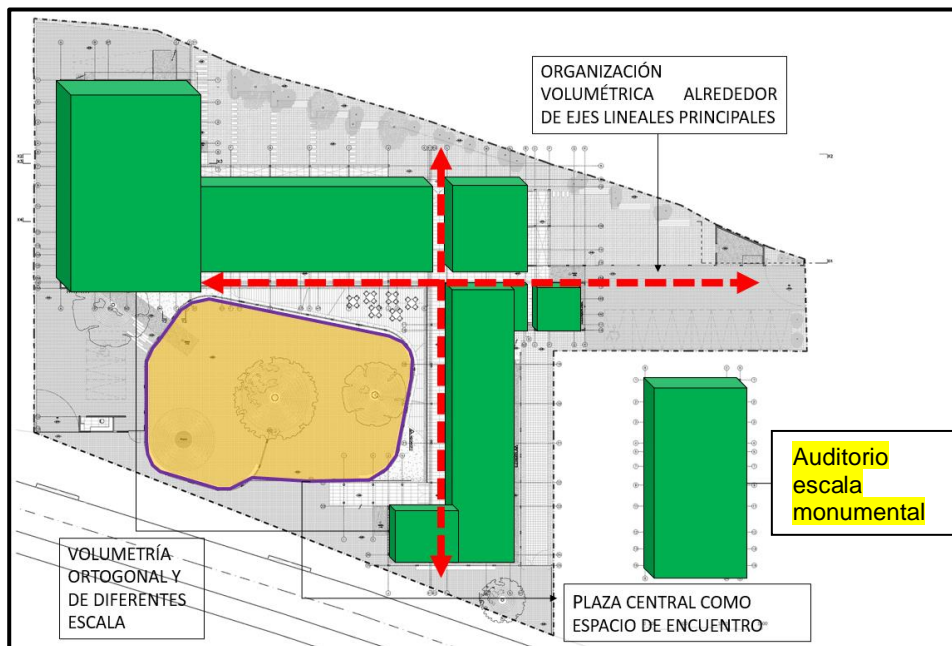 ORGANIZACIÓN
VOLUMÉTRICA ALREDEDOR
DE EJES LINEALES PRINCIPALES
Auditorio
escala
monumental
VOLUMETRÍA
ORTOGONAL Y
DE DIFERENTES
ESCALA
PLAZA CENTRAL COMO
ESPACIO DE ENCUENTRO